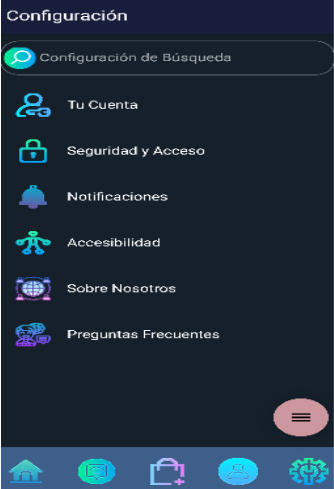 Configuración
Configuración de Búsqueda
Tu Cuenta
Seguridad y Acceso
Notificaciones
Accesibilidad
Sobre Nosotros
Preguntas Frecuentes